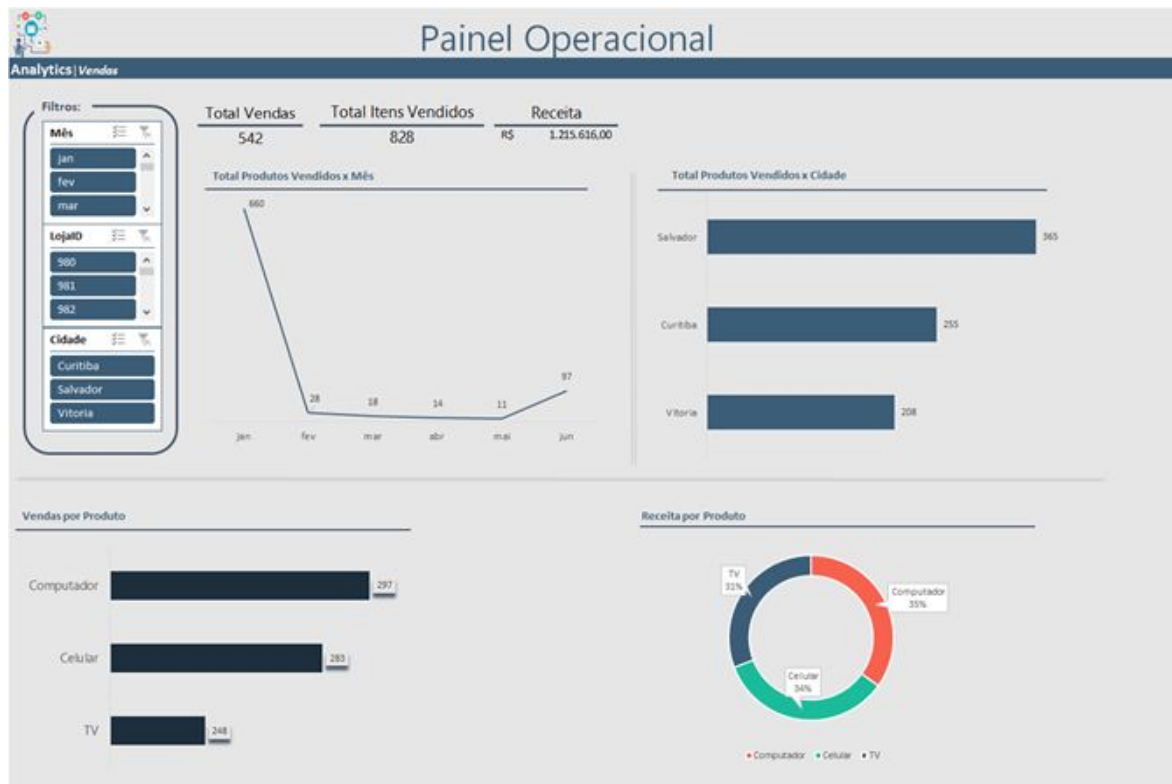 Painel Operacional
Analytics | Vendas
Filtros:
Mês
jan
fev
mar
LojaID
980
981
982
Cidade
Curitiba
Salvador
Vitoria
Total Vendas
542
Total Itens Vendidos
828
Receita
R$ 1.215.616,00
Total Produtos Vendidos x Mês
660
28
18
14
11
97
jan fev mar abr mai jun
Total Produtos Vendidos x Cidade
Salvador 365
Curitiba 255
Vitoria 208
Vendas por Produto
Computador 297
Celular 283
TV 248
Receita por Produto
TV
31%
Computador
35%
Celular
34%
Computador Celular TV